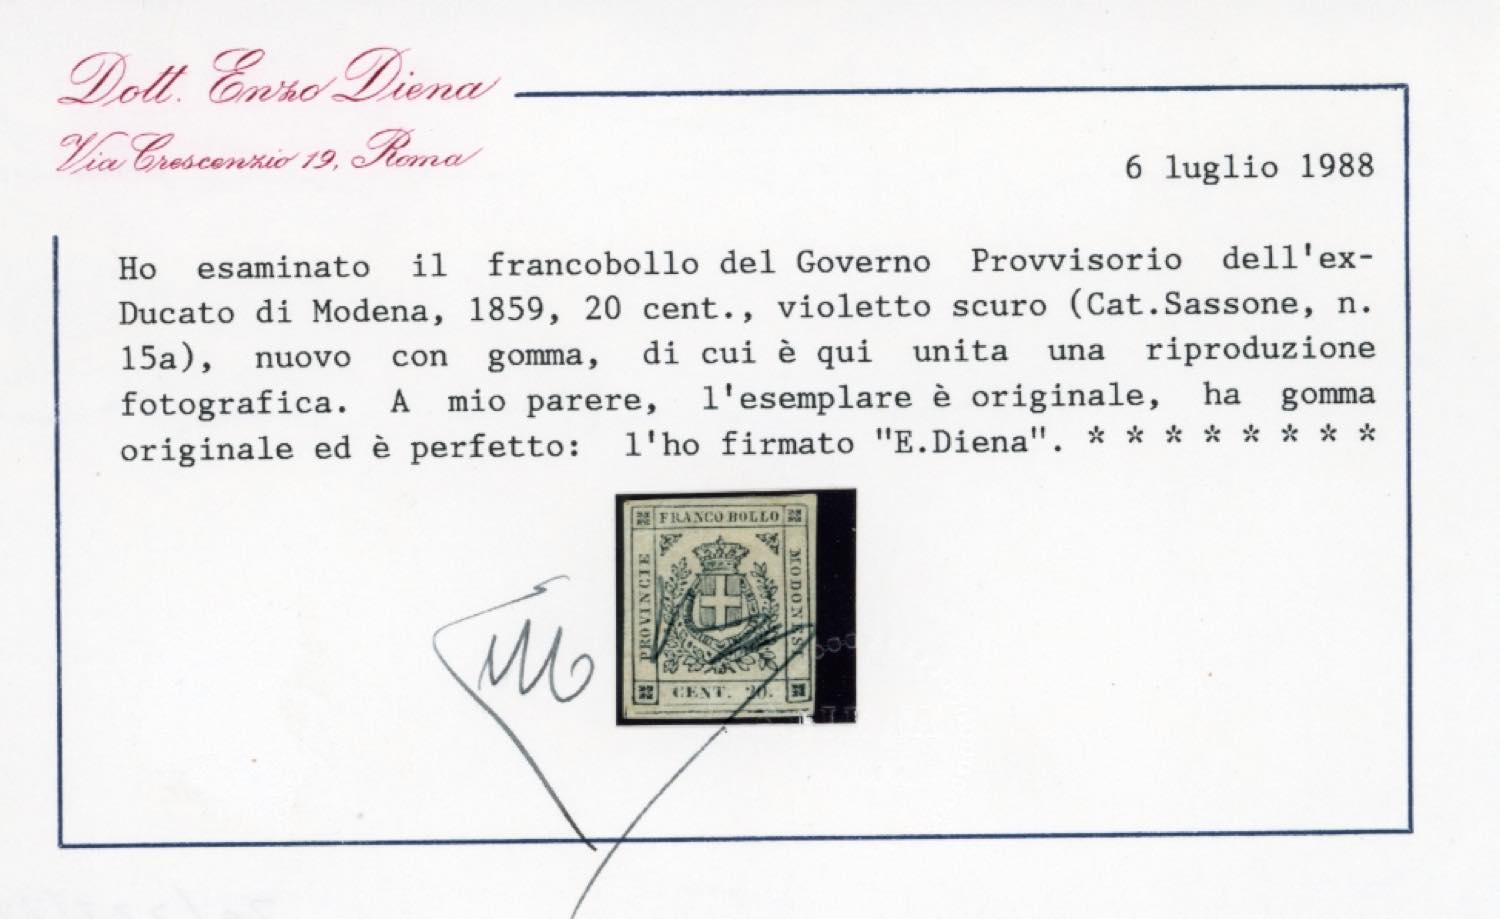 Dott. Enzo Diena
Via Crescenzio 19, Roma
6 luglio 1988
Ho esaminato il francobollo del Governo Provvisorio dell'ex-
Ducato di Modena, 1859, 20 cent., violetto scuro (Cat.Sassone, n.
15a), nuovo con gomma, di cui è qui unita una riproduzione
fotografica. A mio parere, l'esemplare è originale, ha gomma
originale ed è perfetto: l'ho firmato "E.Diena". * * * * * * * *
FRANCO BOLLO
PROVINCIE
MODONESI
CENT. 20.